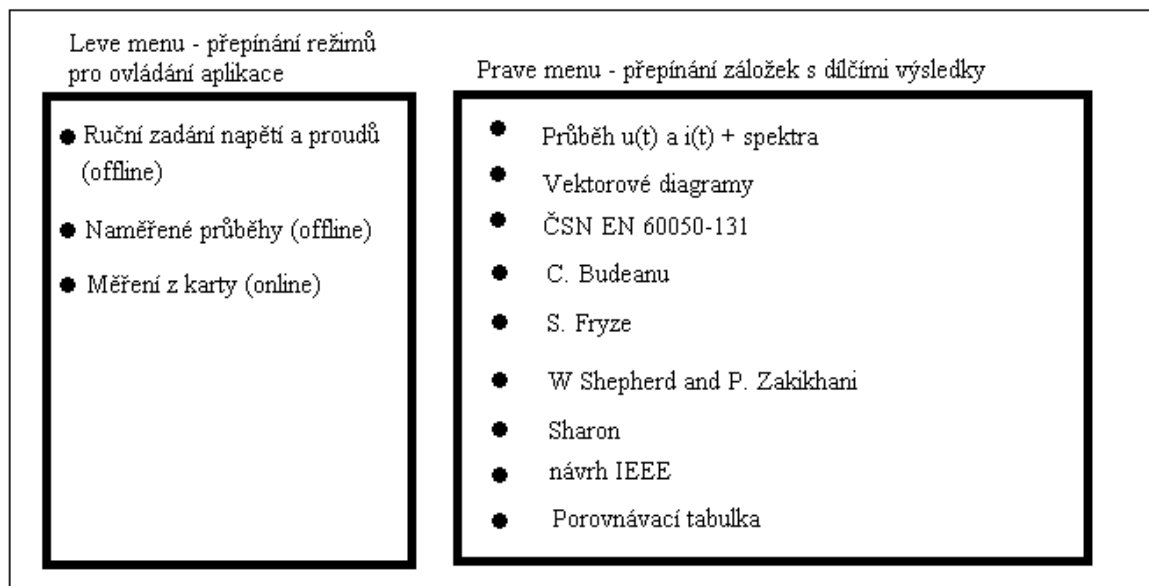 Leve menu - přepínání režimů
pro ovládání aplikace
Ruční zadání napětí a proudů
(offline)
Naměřené průběhy (offline)
Měření z karty (online)
Prave menu - přepínání záložek s dílčími výsledky
Průběh u(t) a i(t) + spektra
Vektorové diagramy
ČSN EN 60050-131
C. Budeanu
S. Fryze
W Shepherd and P. Zakikhani
Sharon
návrh IEEE
Porovnávací tabulka